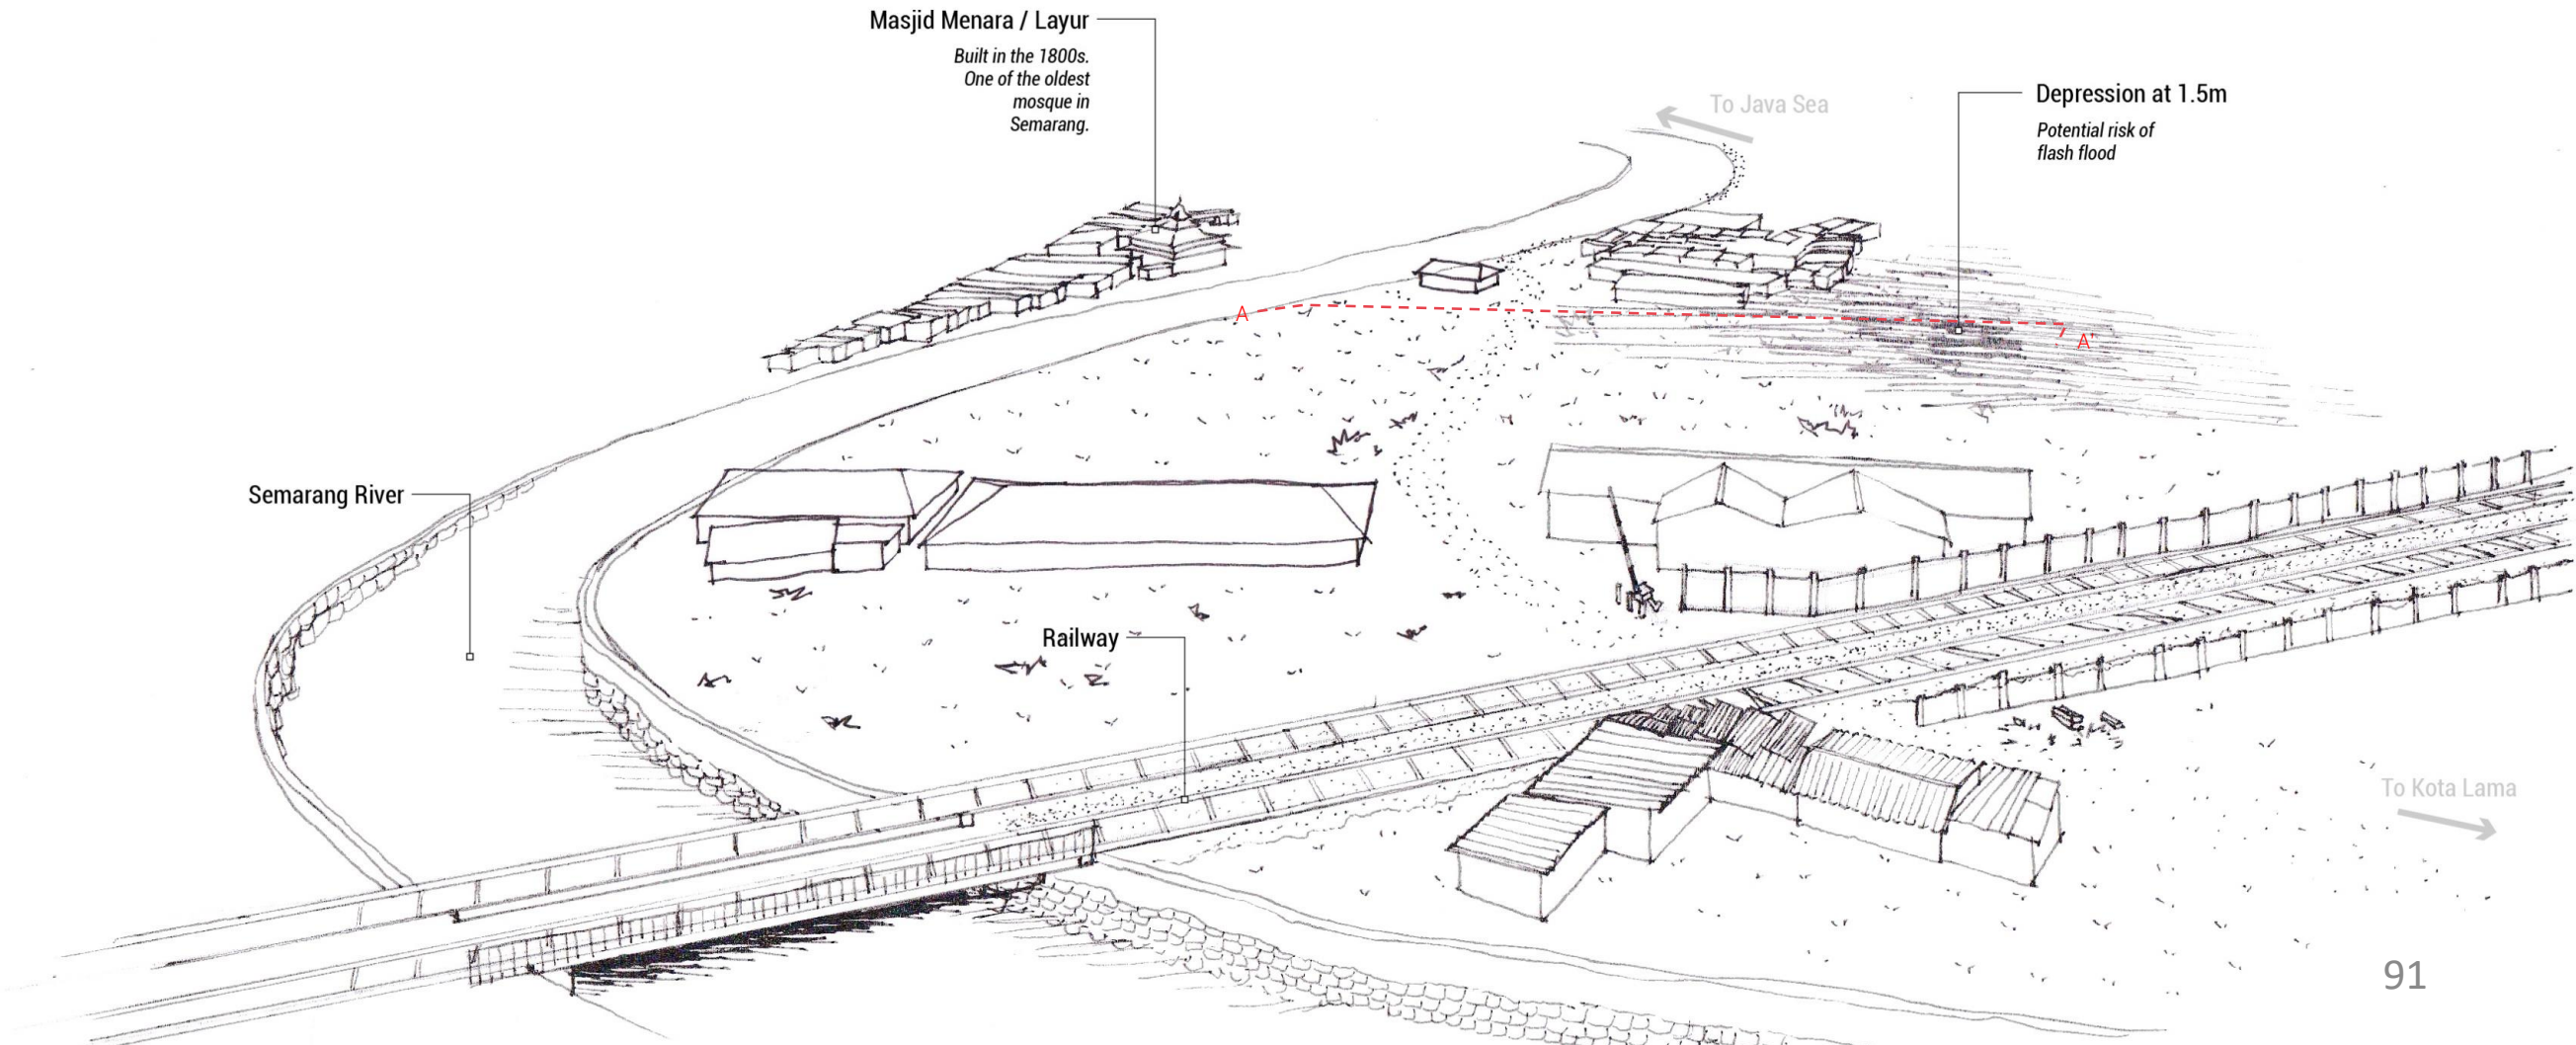 Masjid Menara / Layur
Built in the 1800s.
One of the oldest
mosque in
Semarang.
To Java Sea
Depression at 1.5m
Potential risk of
flash flood
A
A'
Semarang River
Railway
To Kota Lama
91